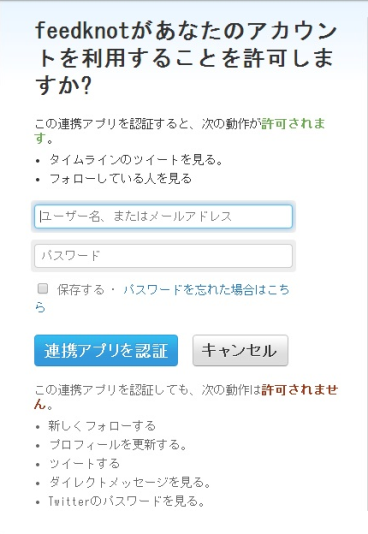 feedknotがあなたのアカウン
トを利用することを許可しま
すか?
この連携アプリを認証すると、次の動作が許可されま
す。
• タイムラインのツイートを見る。
• フォローしている人を見る
ユーザー名、またはメールアドレス
パスワード
保存する · パスワードを忘れた場合はこち
ら
連携アプリを認証 キャンセル
この連携アプリを認証しても、次の動作は許可されませ
ん。
• 新しくフォローする
• プロフィールを更新する。
• ツイートする
• ダイレクトメッセージを見る。
• Twitterのパスワードを見る。